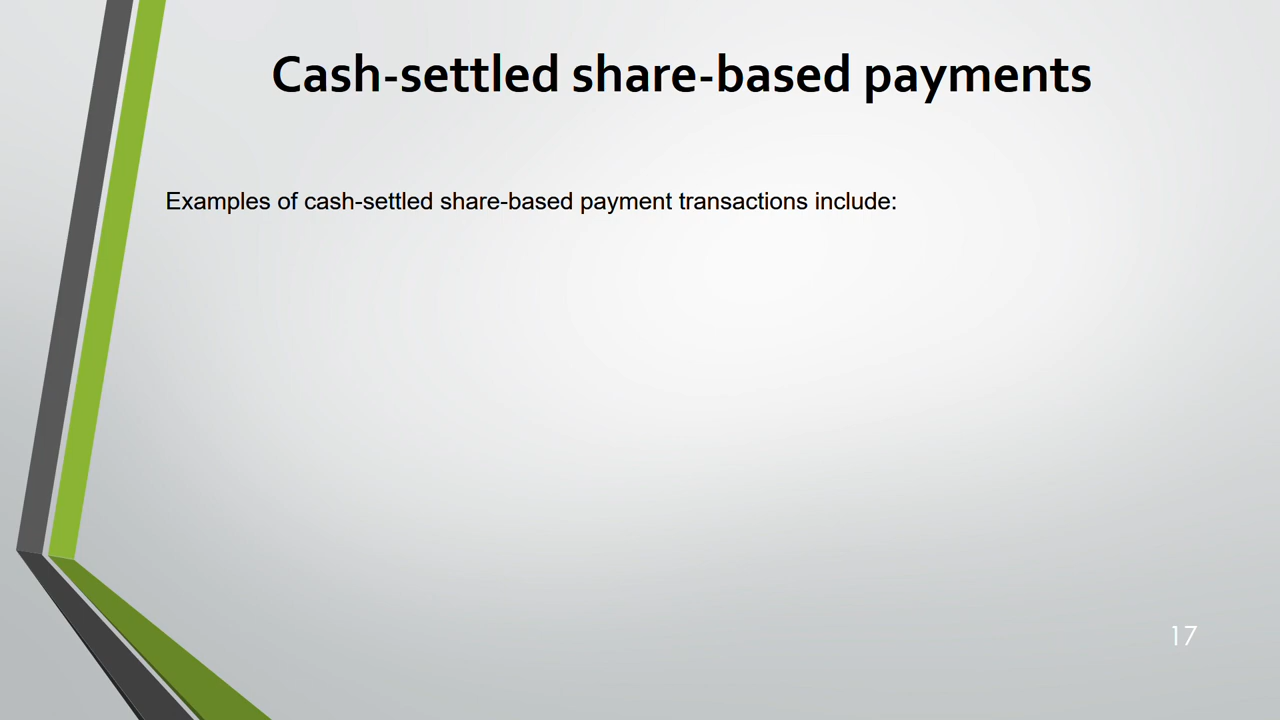 Cash-settled share-based payments
Examples of cash-settled share-based payment transactions include:
17